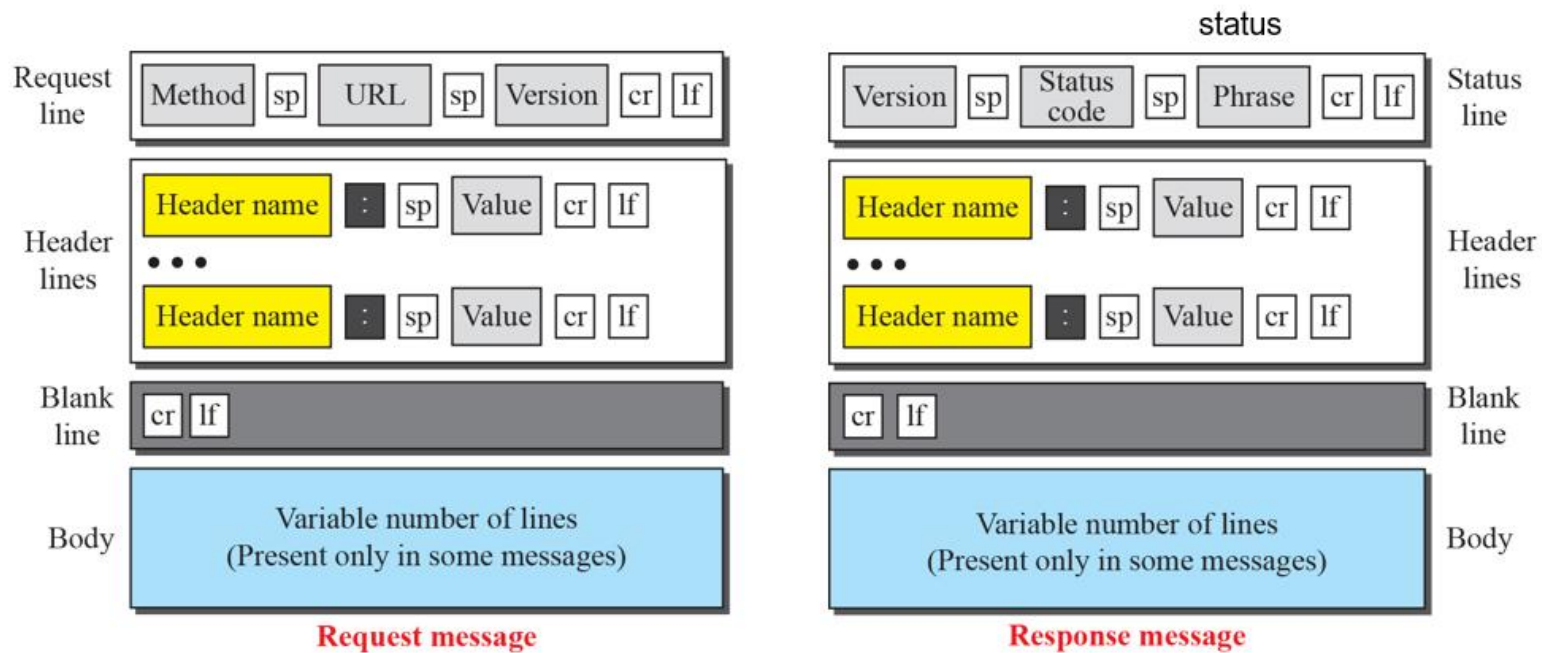 status
Request line
Method sp URL sp Version cr lf
Header lines
Header name : sp Value cr lf
• • •
Header name : sp Value cr lf
Blank line
cr lf
Body
Variable number of lines
(Present only in some messages)
Request message
Version sp Status code sp Phrase cr lf
Status line
Header name : sp Value cr lf
• • •
Header name : sp Value cr lf
Header lines
cr lf
Blank line
Variable number of lines
(Present only in some messages)
Body
Response message